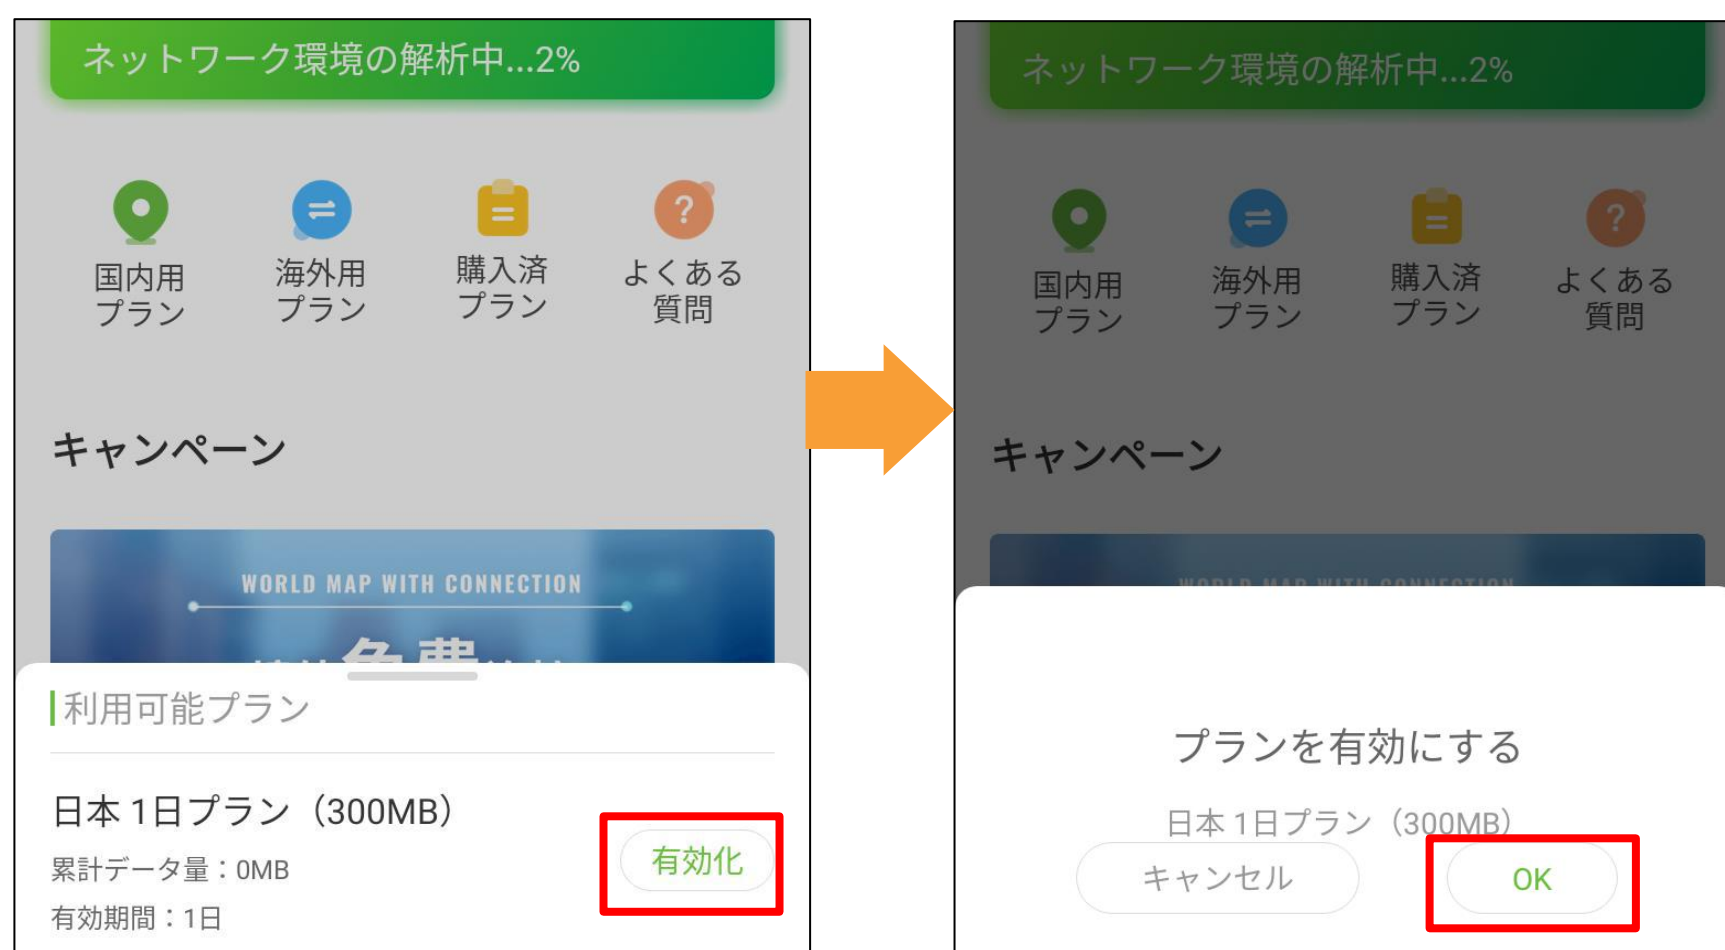 ネットワーク環境の解析中...2%
国内用
プラン
海外用
プラン
購入済
プラン
よくある
質問
キャンペーン
WORLD MAP WITH CONNECTION
免費
利用可能プラン
日本 1日プラン（300MB）
累計データ量：0MB
有効期間：1日
有効化
ネットワーク環境の解析中...2%
国内用
プラン
海外用
プラン
購入済
プラン
よくある
質問
キャンペーン
WORLD MAP WITH CONNECTION
プランを有効にする
日本 1日プラン（300MB）
キャンセル
OK